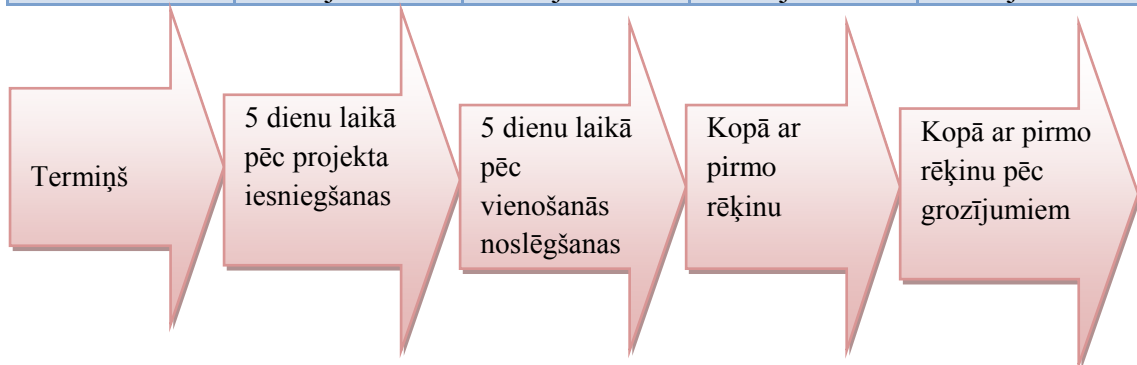 Termiņš
5 dienu laikā
pēc projekta
iesniegšanas
5 dienu laikā
pēc
vienošanās
noslēgšanas
Kopā ar
pirmo
rēķinu
Kopā ar pirmo
rēķinu pēc
grozījumiem